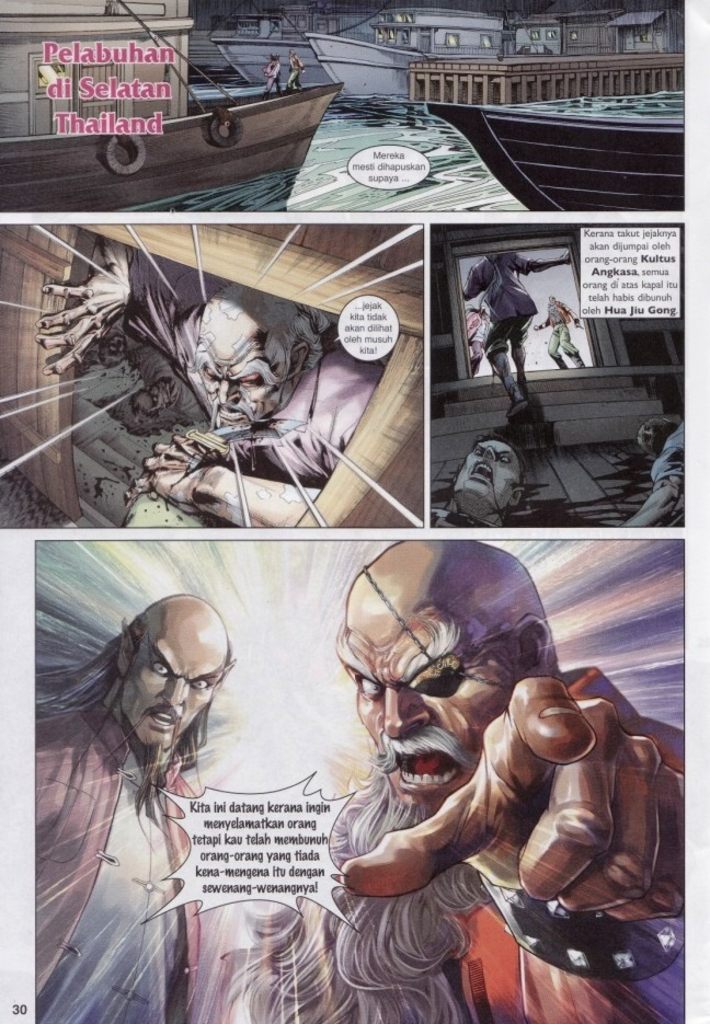 Pelabuhan
di Selatan
Thailand
Mereka
mesti dihapuskan
supaya ...
...jejak
kita tidak
akan dilihat
oleh musuh
kita!
Kerana takut jejaknya
akan dijumpai oleh
orang-orang Kultus
Angkasa, semua
orang di atas kapal itu
telah habis dibunuh
oleh Hua Jiu Gong.
Kita ini datang kerana ingin
menyelamatkan orang
tetapi kau telah membunuh
orang-orang yang tiada
kena-mengena itu dengan
sewenang-wenangnya!
30